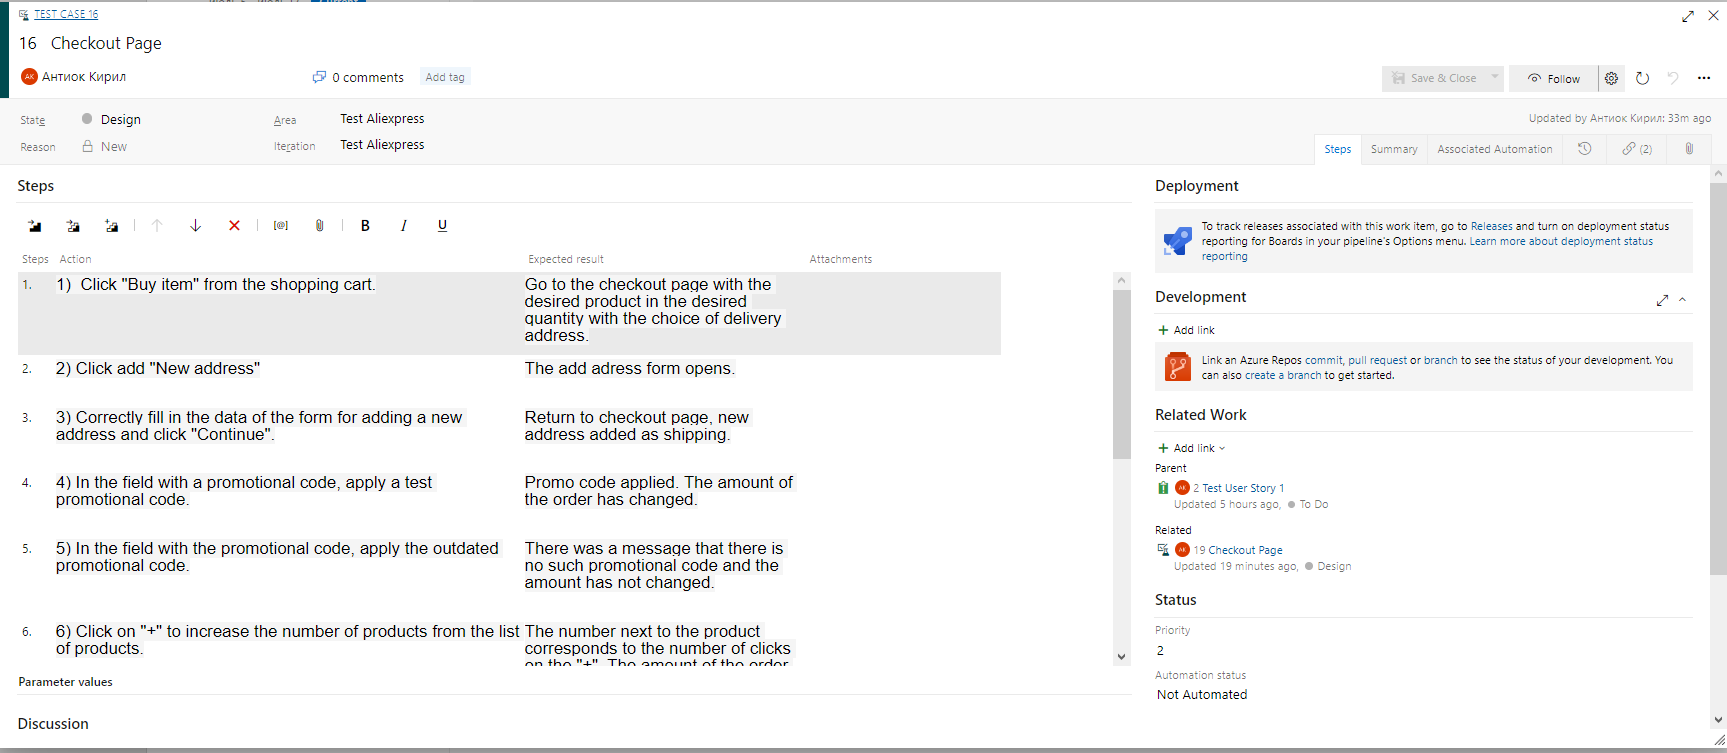 TEST CASE 16
16 Checkout Page
AK Антиок Кирил
0 comments
Add tag
Save & Close
Follow
State
Design
Area
Test Aliexpress
Updated by Антиок Кирил: 33m ago
Reason
New
Iteration
Test Aliexpress
Steps
Summary
Associated Automation
(2)
Steps
[@]
B
I
U
Steps
Action
Expected result
Attachments
1.
1) Click "Buy item" from the shopping cart.
Go to the checkout page with the
desired product in the desired
quantity with the choice of delivery
address.
2.
2) Click add "New address"
The add adress form opens.
3.
3) Correctly fill in the data of the form for adding a new
address and click "Continue".
Return to checkout page, new
address added as shipping.
4.
4) In the field with a promotional code, apply a test
promotional code.
Promo code applied. The amount of
the order has changed.
5.
5) In the field with the promotional code, apply the outdated
promotional code.
There was a message that there is
no such promotional code and the
amount has not changed.
6.
6) Click on "+" to increase the number of products from the list
of products.
The number next to the product
corresponds to the number of clicks
on the "+". The amount of the order
Parameter values
Discussion
Deployment
To track releases associated with this work item, go to Releases and turn on deployment status
reporting for Boards in your pipeline's Options menu. Learn more about deployment status
reporting
Development
Add link
Link an Azure Repos commit, pull request or branch to see the status of your development. You
can also create a branch to get started.
Related Work
Add link
Parent
AK 2 Test User Story 1
Updated 5 hours ago, To Do
Related
AK 19 Checkout Page
Updated 19 minutes ago, Design
Status
Priority
2
Automation status
Not Automated